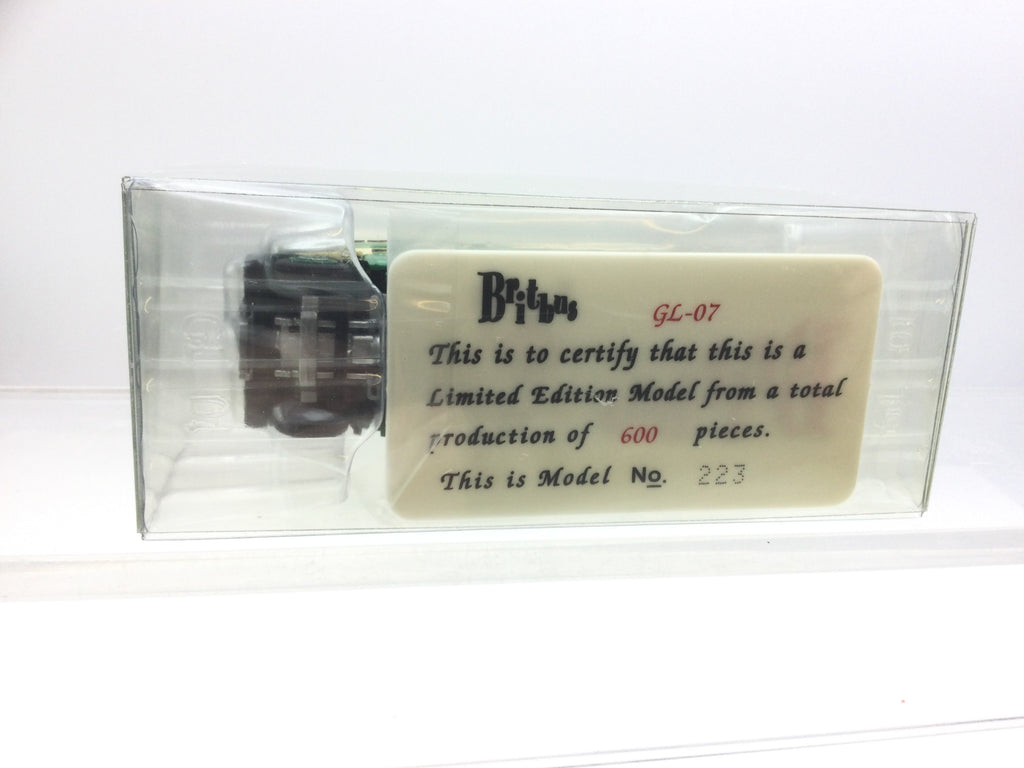 Britbus GL-07
This is to certify that this is a
Limited Edition Model from a total
production of 600 pieces.
This is Model No. 223